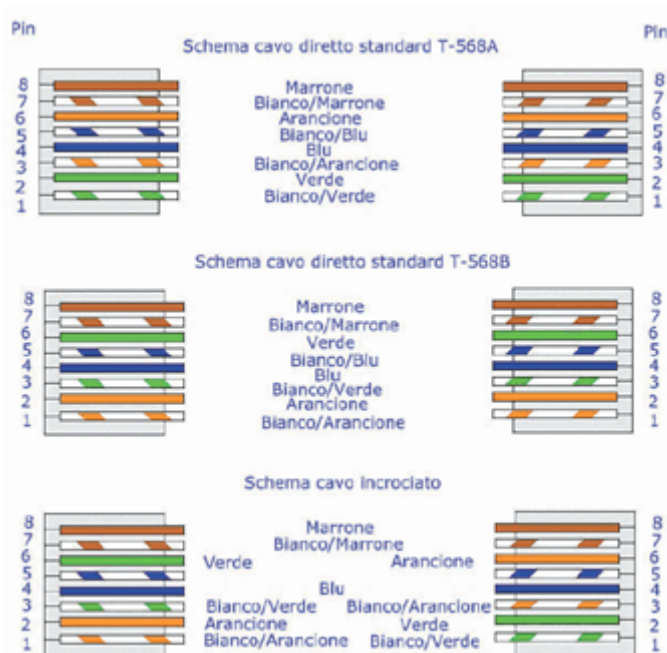 Pin
Pin
Schema cavo diretto standard T-568A
8 Marrone 8
7 Bianco/Marrone 7
6 Arancione 6
5 Bianco/Blu 5
4 Blu 4
3 Bianco/Arancione 3
2 Verde 2
1 Bianco/Verde 1
Schema cavo diretto standard T-568B
8 Marrone 8
7 Bianco/Marrone 7
6 Verde 6
5 Bianco/Blu 5
4 Blu 4
3 Bianco/Verde 3
2 Arancione 2
1 Bianco/Arancione 1
Schema cavo incrociato
8 Marrone 8
7 Bianco/Marrone 7
6 Verde Arancione 6
5 5
4 Blu 4
3 Bianco/Verde Bianco/Arancione 3
2 Arancione Verde 2
1 Bianco/Arancione Bianco/Verde 1